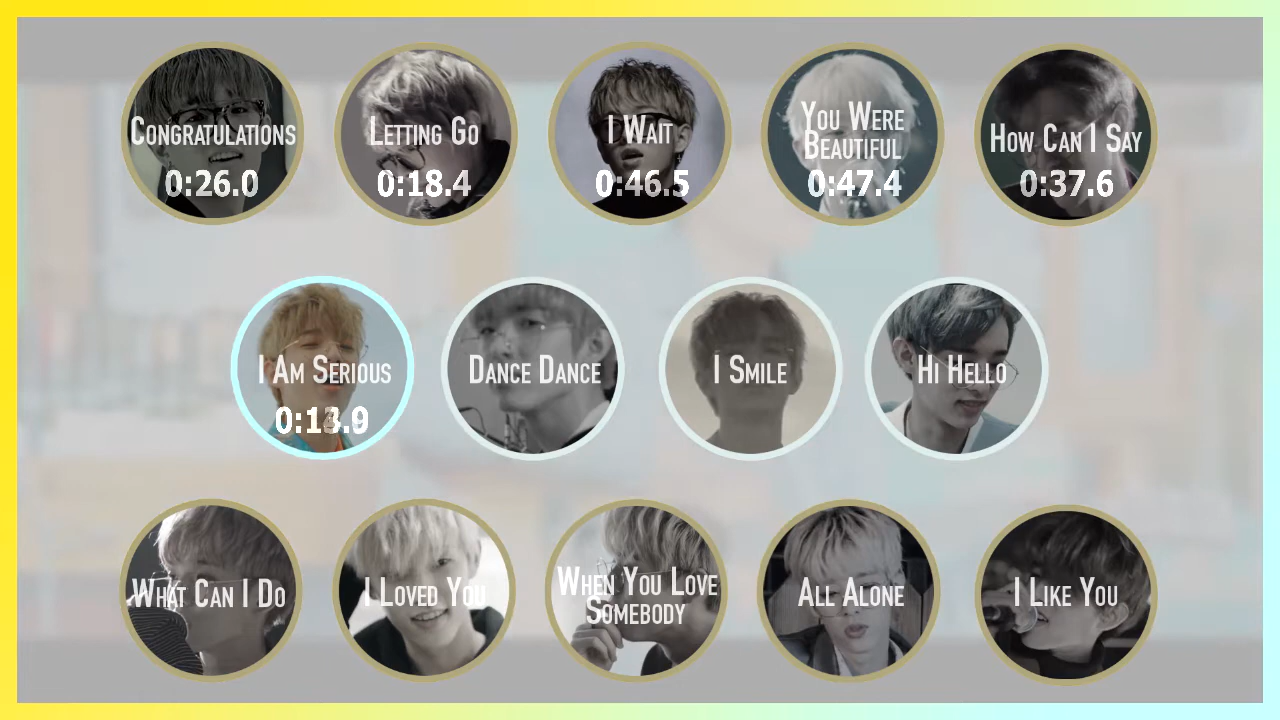 Congratulations
0:26.0
Letting Go
0:18.4
I Wait
0:46.5
You Were
Beautiful
0:47.4
How Can I Say
0:37.6
I Am Serious
Dance Dance
I Smile
Hi Hello
What Can I Do
I Loved You
When You Love
Somebody
All Alone
I Like You